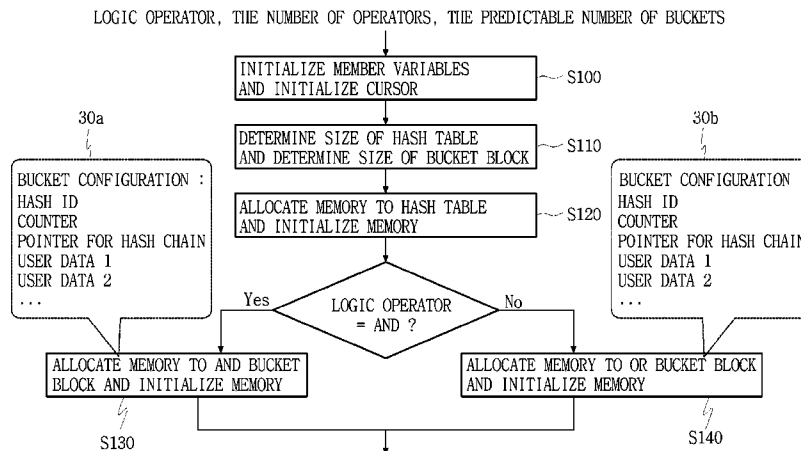 LOGIC OPERATOR, THE NUMBER OF OPERATORS, THE PREDICTABLE NUMBER OF BUCKETS
INITIALIZE MEMBER VARIABLES
AND INITIALIZE CURSOR
S100
30a
30b
DETERMINE SIZE OF HASH TABLE
AND DETERMINE SIZE OF BUCKET BLOCK
S110
BUCKET CONFIGURATION :
HASH ID
COUNTER
POINTER FOR HASH CHAIN
USER DATA 1
USER DATA 2
...
ALLOCATE MEMORY TO HASH TABLE
AND INITIALIZE MEMORY
S120
BUCKET CONFIGURATION
HASH ID
COUNTER
POINTER FOR HASH CHAIN
USER DATA 1
USER DATA 2
...
Yes
LOGIC OPERATOR
= AND ?
No
ALLOCATE MEMORY TO AND BUCKET
BLOCK AND INITIALIZE MEMORY
S130
ALLOCATE MEMORY TO OR BUCKET BLOCK
AND INITIALIZE MEMORY
S140